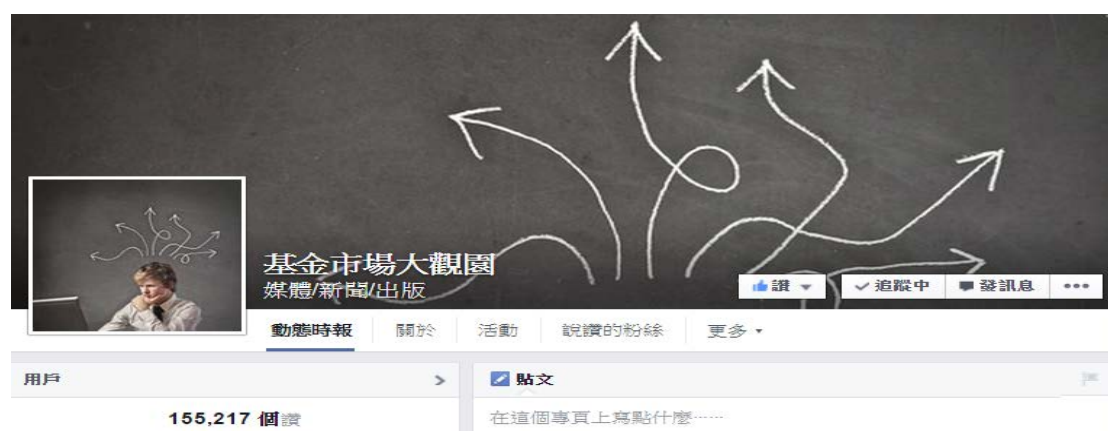 基金市場大觀園
媒體/新聞/出版
讚
追蹤中
發訊息
動態時報 關於 活動 說讚的粉絲 更多
用戶
155,217 個讚
貼文
在這個專頁上寫點什麼……